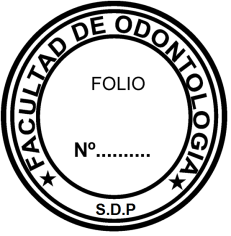 FACULTAD DE ODONTOLOGIA
FOLIO
Nº..........
S.D.P